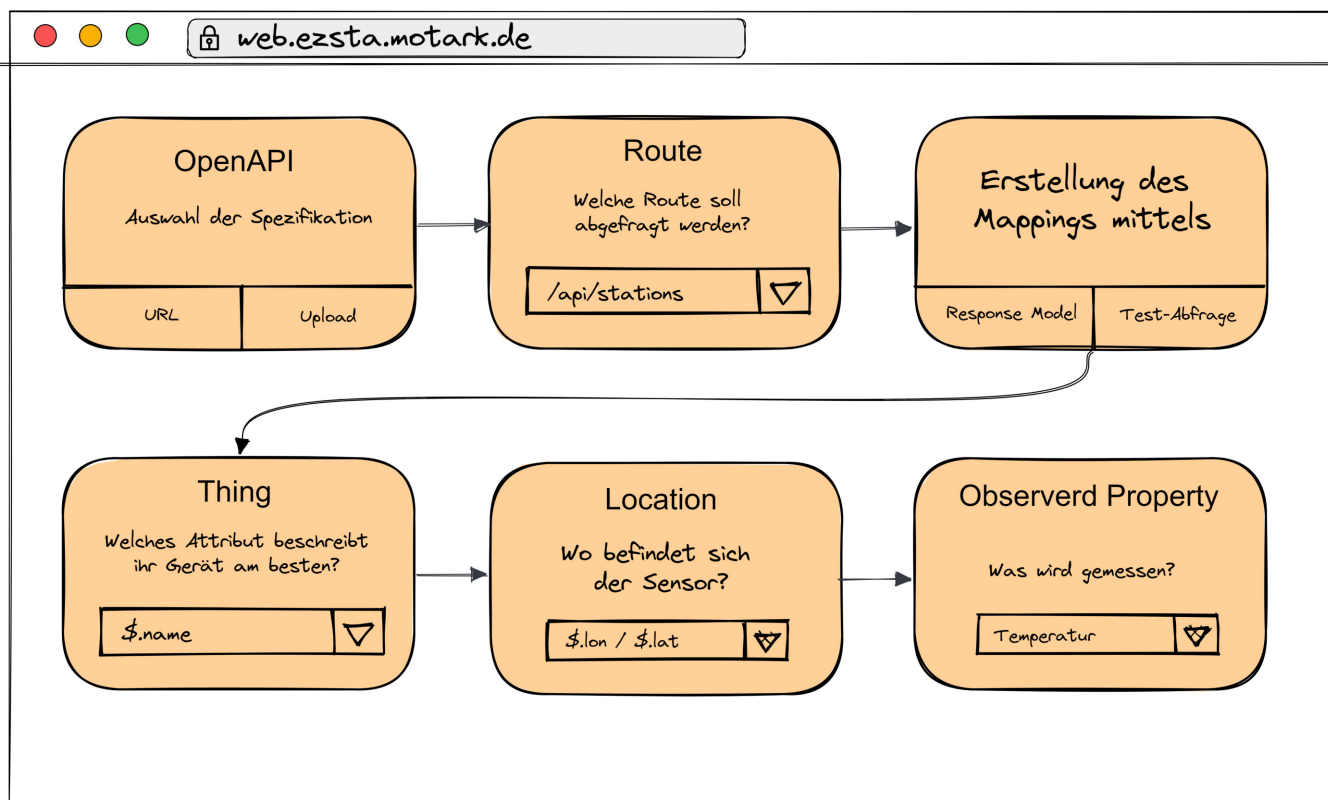 web.ezsta.motark.de
OpenAPI
Auswahl der Spezifikation
URL
Upload
Route
Welche Route soll
abgefragt werden?
/api/stations
Erstellung des
Mappings mittels
Response Model
Test-Abfrage
Thing
Welches Attribut beschreibt
ihr Gerät am besten?
$.name
Location
Wo befindet sich
der Sensor?
$.lon / $.lat
Observerd Property
Was wird gemessen?
Temperatur